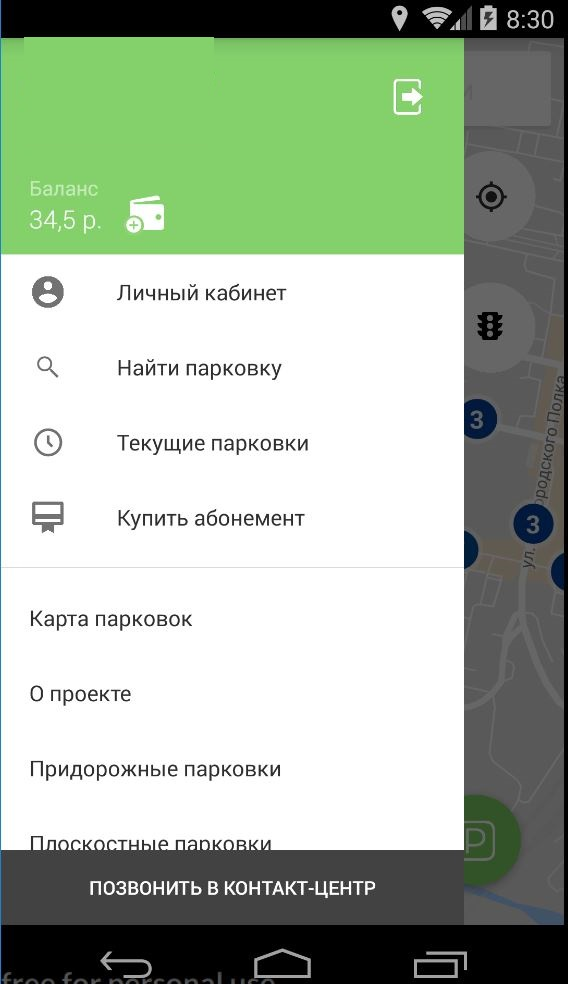 8:30
Баланс
34,5 р.
Личный кабинет
Найти парковку
Текущие парковки
Купить абонемент
3
3
ул.
Полка
Карта парковок
О проекте
Придорожные парковки
Плоскостные парковки
P
ПОЗВОНИТЬ В КОНТАКТ-ЦЕНТР
free for personal use